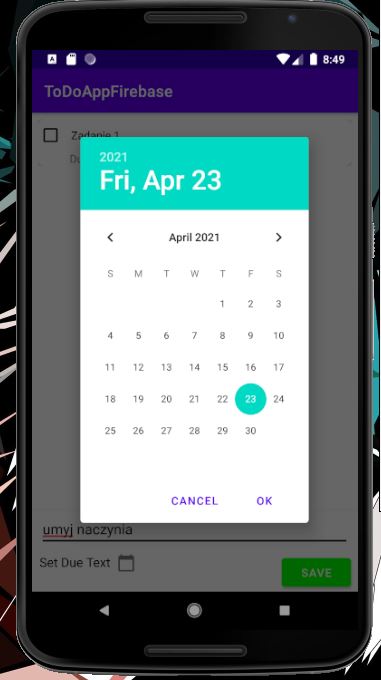 8:49
ToDoAppFirebase
Zadanie 1
Du
2021
Fri, Apr 23
April 2021
S M T W T F S
1 2 3
4 5 6 7 8 9 10
11 12 13 14 15 16 17
18 19 20 21 22 23 24
25 26 27 28 29 30
CANCEL OK
umyj naczynia
Set Due Text
SAVE